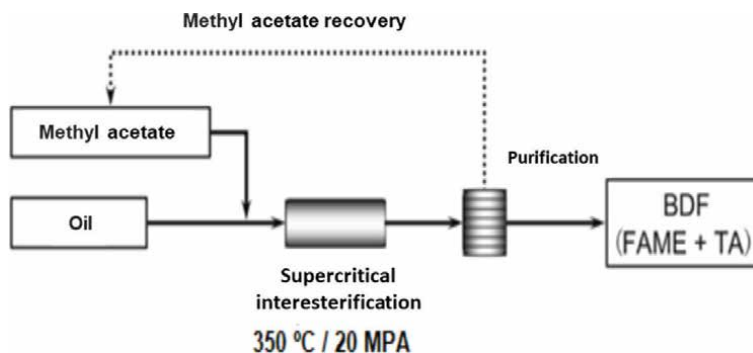 Methyl acetate recovery
Methyl acetate
Purification
Oil
BDF
(FAME + TA)
Supercritical
interesterification
350 ºC / 20 MPA